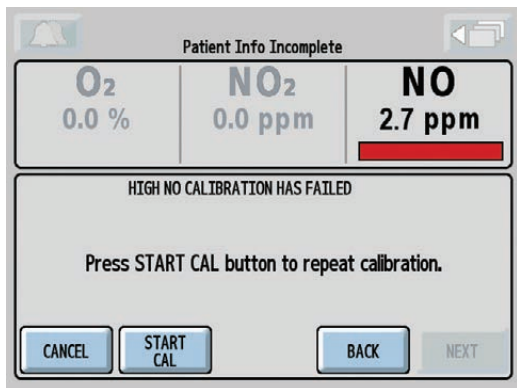 Patient Info Incomplete
O2 NO2 NO
0.0 % 0.0 ppm 2.7 ppm
HIGH NO CALIBRATION HAS FAILED
Press START CAL button to repeat calibration.
CANCEL START CAL BACK NEXT